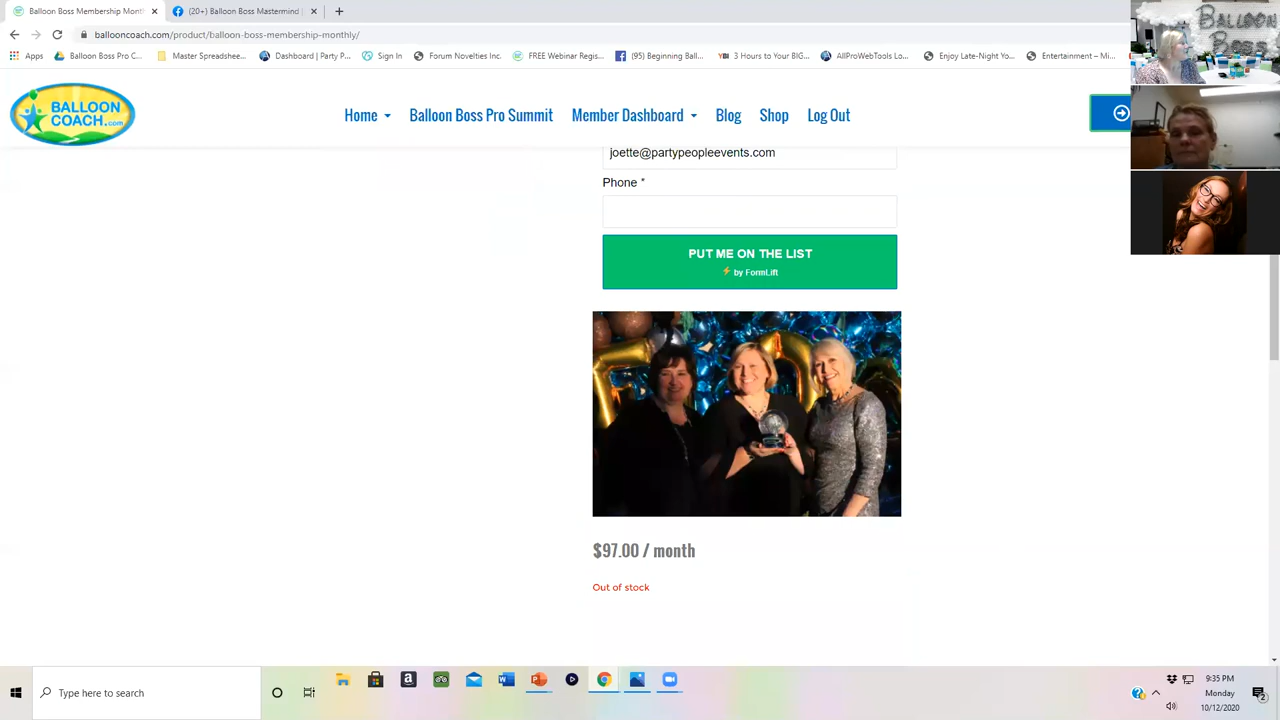 Balloon Boss Membership Month
(20+) Balloon Boss Mastermind |
ballooncoach.com/product/balloon-boss-membership-monthly/
Apps
Balloon Boss Pro C...
Master Spreadshee...
Dashboard | Party P...
Sign In
Forum Novelties Inc.
FREE Webinar Regis...
(95) Beginning Ball...
YBI
3 Hours to Your BIG...
AllProWebTools Lo...
Enjoy Late-Night Yo...
Entertainment – Mi...
BALLOON
COACH.com
Home
Balloon Boss Pro Summit
Member Dashboard
Blog
Shop
Log Out
BALLOON
joette@partypeopleevents.com
Phone *
PUT ME ON THE LIST
by FormLift
$97.00 / month
Out of stock
Type here to search
9:35 PM
Monday
10/12/2020
2